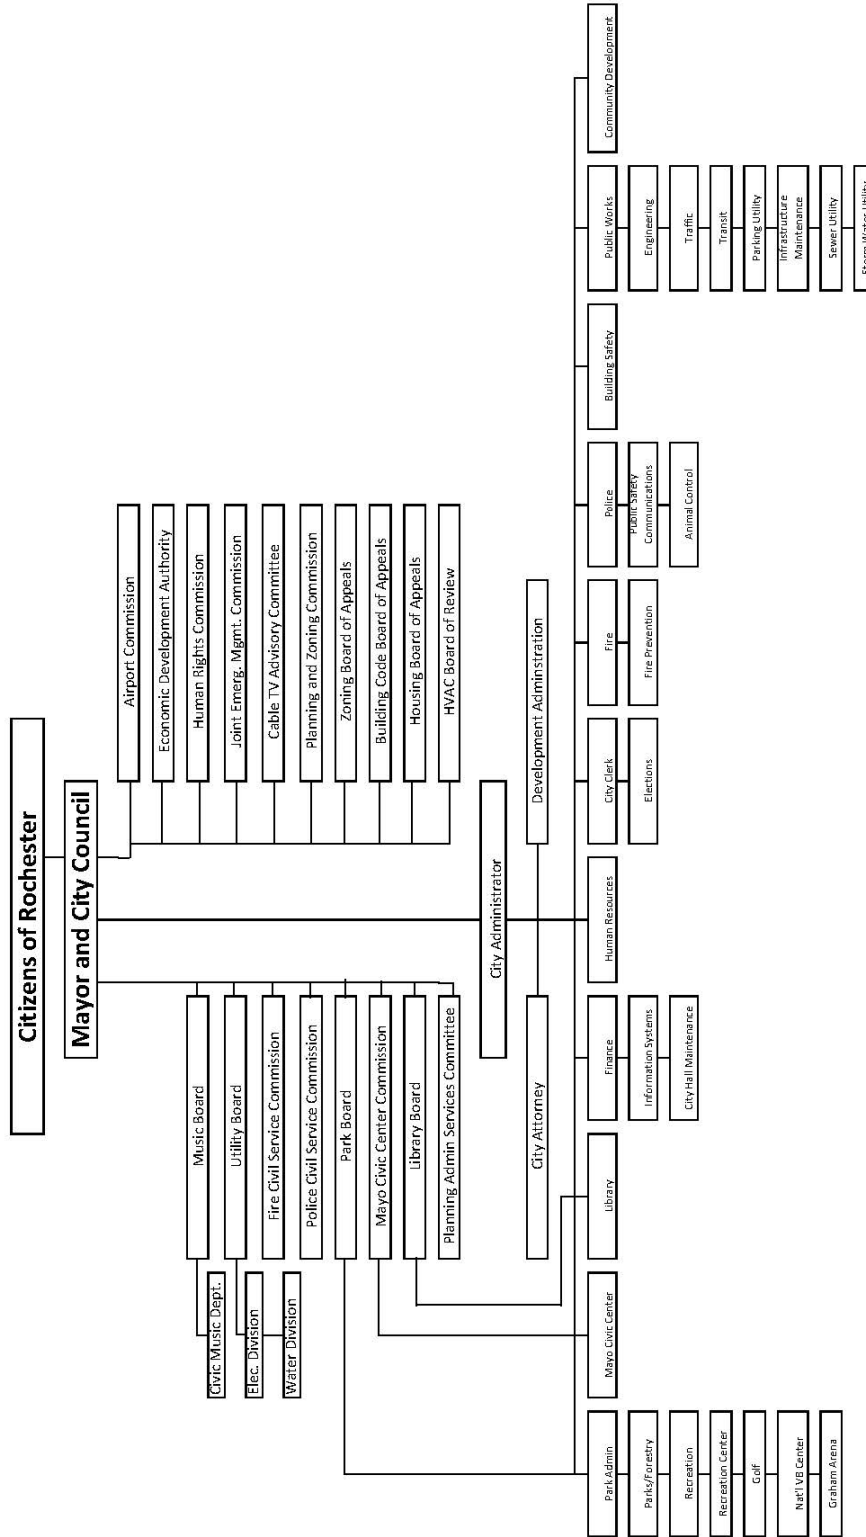 Citizens of Rochester
Mayor and City Council
Music Board
Civic Music Dept.
Utility Board
Elec. Division
Water Division
Fire Civil Service Commission
Police Civil Service Commission
Park Board
Mayo Civic Center Commission
Library Board
Planning Admin Services Committee
Airport Commission
Economic Development Authority
Human Rights Commission
Joint Emerg. Mgmt. Commission
Cable TV Advisory Committee
Planning and Zoning Commission
Zoning Board of Appeals
Building Code Board of Appeals
Housing Board of Appeals
HVAC Board of Review
City Administrator
City Attorney
Development Adminstration
Park Admin
Parks/Forestry
Recreation
Recreation Center
Golf
Nat'l VB Center
Graham Arena
Mayo Civic Center
Library
Finance
Information Systems
City Hall Maintenance
Human Resources
City Clerk
Elections
Fire
Fire Prevention
Police
Public Safety
Communications
Animal Control
Building Safety
Public Works
Engineering
Traffic
Transit
Parking Utility
Infrastructure
Maintenance
Sewer Utility
Storm Water Utility
Community Development